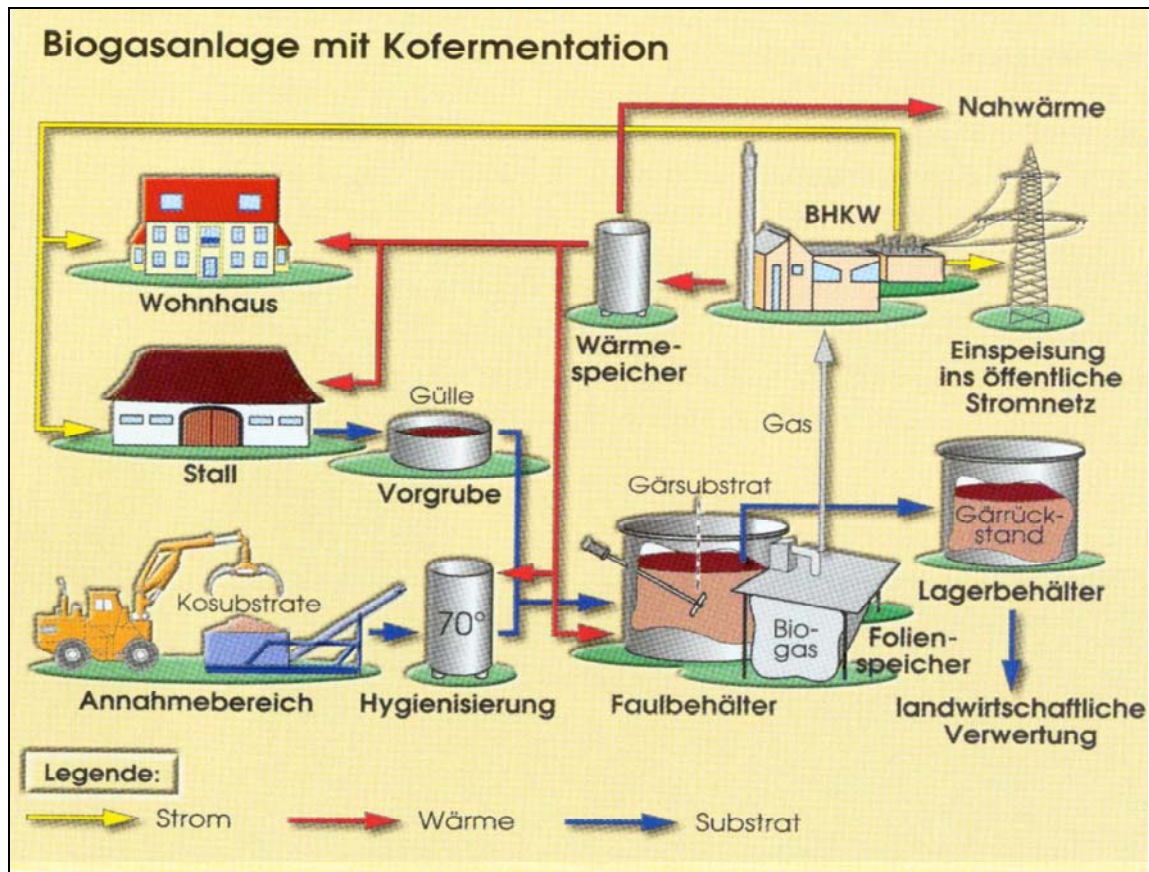 Biogasanlage mit Kofermentation
Nahwärme
BHKW
Wohnhaus
Wärme-
speicher
Einspeisung
ins öffentliche
Stromnetz
Gülle
Gas
Stall
Vorgrube
Gärsubstrat
Gärrück-
stand
Lagerbehälter
Kosubstrate
70°
Bio-
gas
Folien-
speicher
Annahmebereich
Hygienisierung
Faulbehälter
landwirtschaftliche
Verwertung
Legende:
Strom
Wärme
Substrat